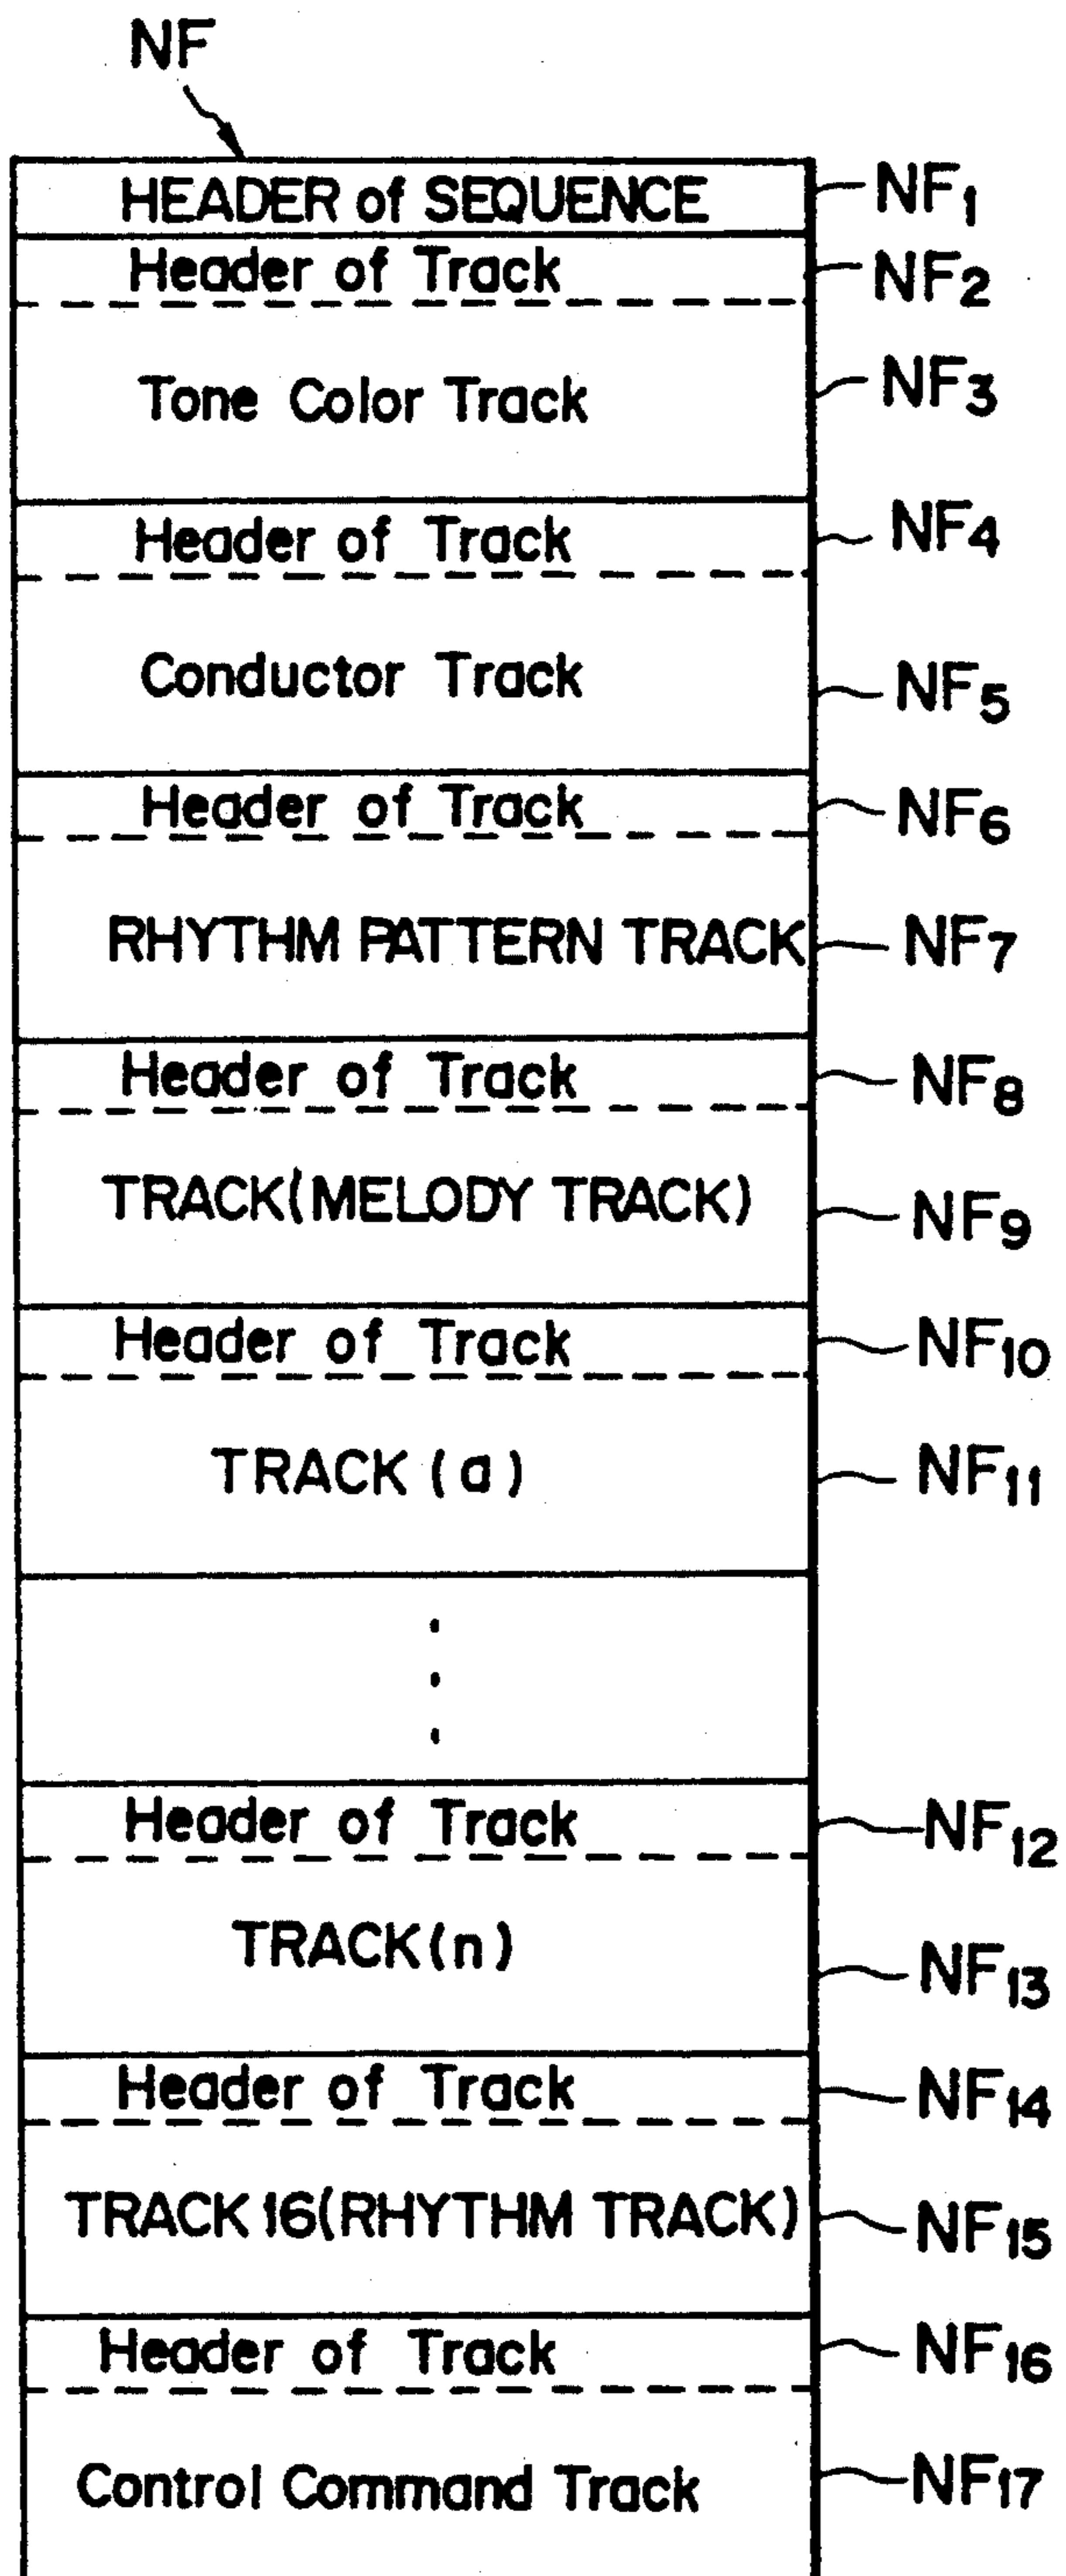 NF
HEADER of SEQUENCE NF1
Header of Track NF2
Tone Color Track NF3
Header of Track NF4
Conductor Track NF5
Header of Track NF6
RHYTHM PATTERN TRACK NF7
Header of Track NF8
TRACK(MELODY TRACK) NF9
Header of Track NF10
TRACK (a) NF11
Header of Track NF12
TRACK(n) NF13
Header of Track NF14
TRACK 16(RHYTHM TRACK) NF15
Header of Track NF16
Control Command Track NF17